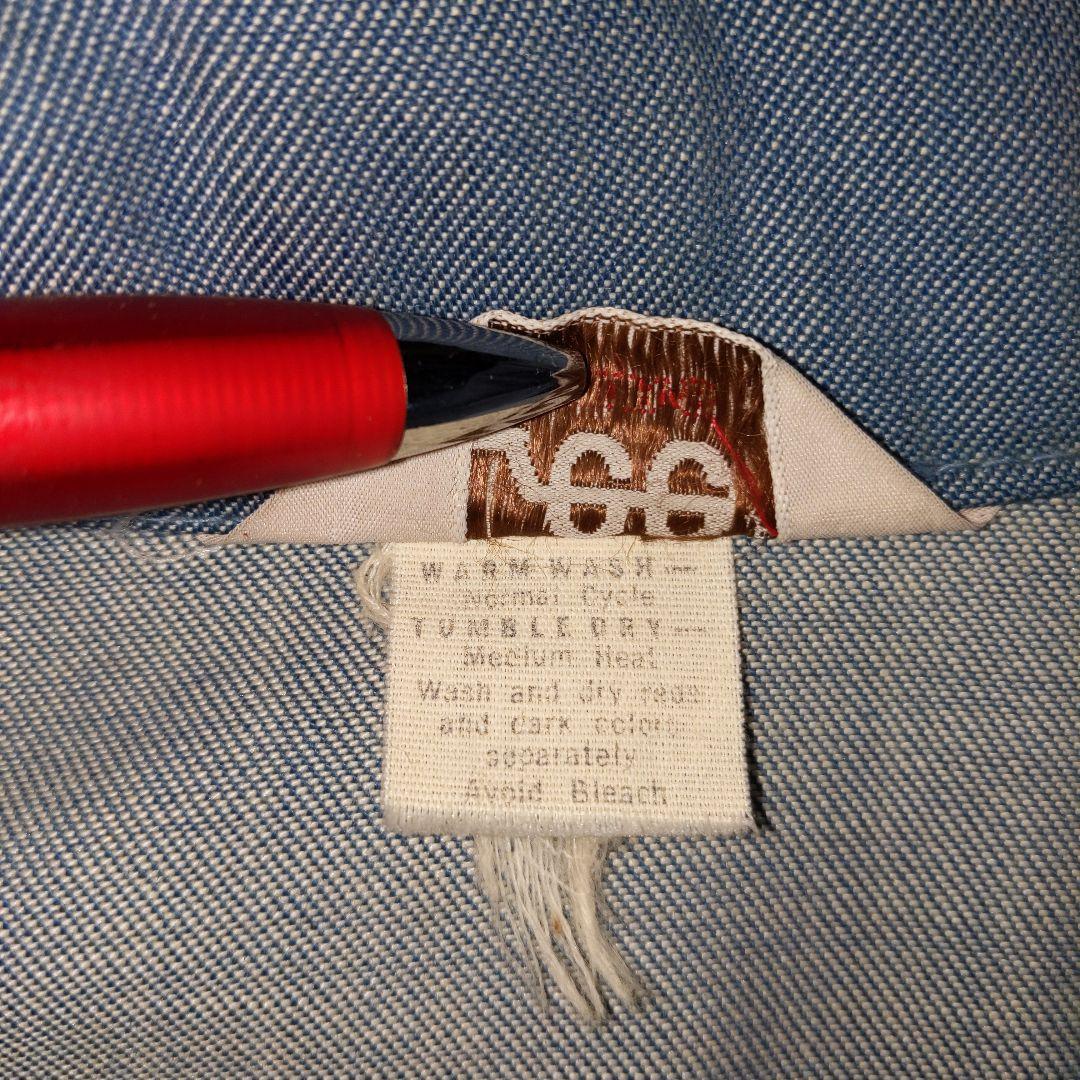 Lee
WARM WASH—
Normal Cycle
TUMBLE DRY—
Medium Heat
Wash and dry reds
and dark colors
separately
Avoid Bleach